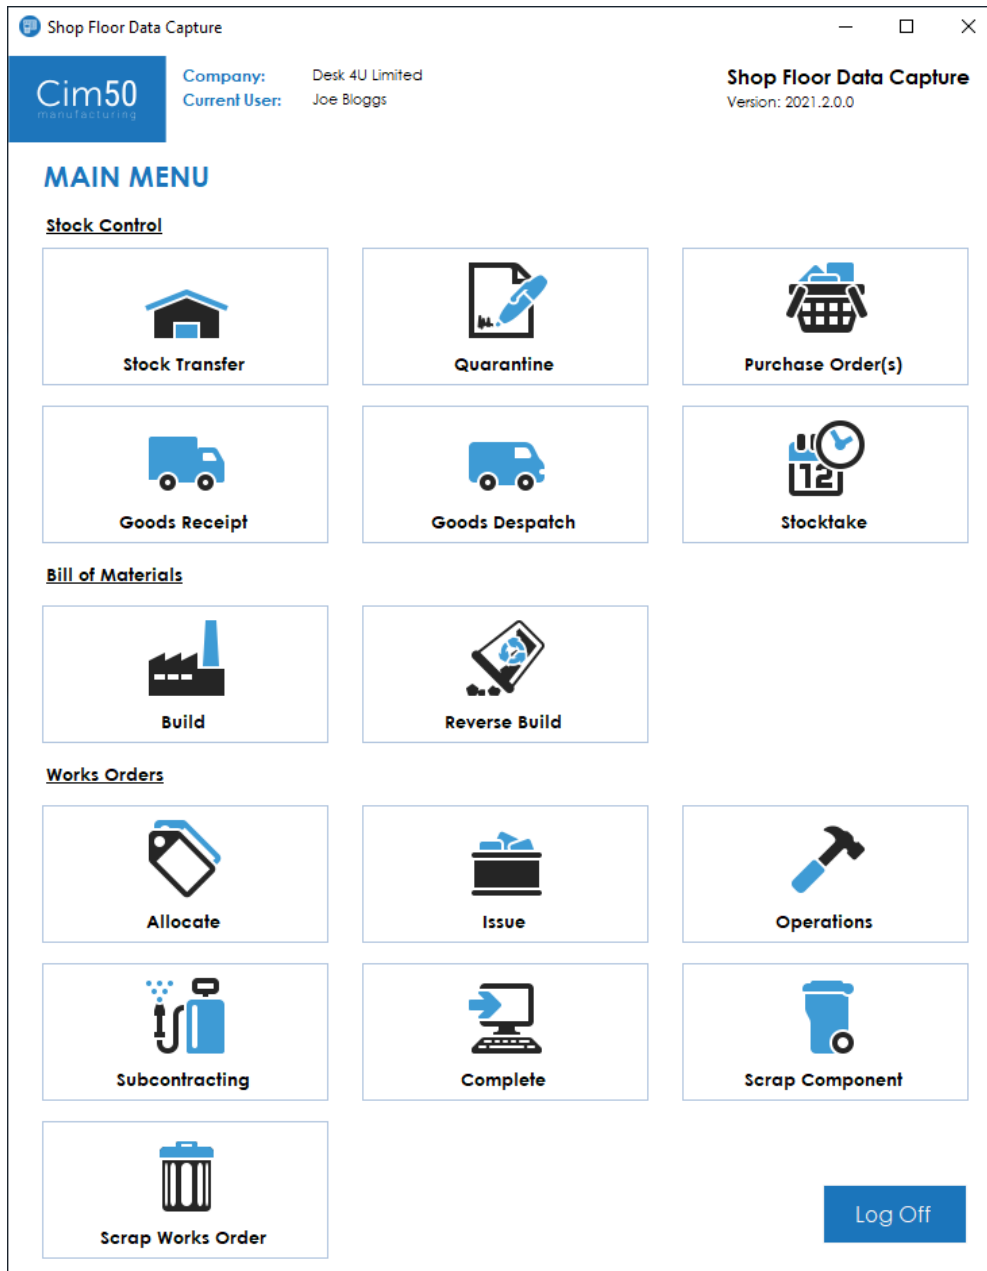 Shop Floor Data Capture
Cim50
manufacturing
Company: Desk 4U Limited
Current User: Joe Bloggs
Shop Floor Data Capture
Version: 2021.2.0.0
MAIN MENU
Stock Control
Stock Transfer
Quarantine
Purchase Order(s)
12
Goods Receipt
Goods Despatch
Stocktake
Bill of Materials
Build
Reverse Build
Works Orders
Allocate
Issue
Operations
Subcontracting
Complete
Scrap Component
Scrap Works Order
Log Off